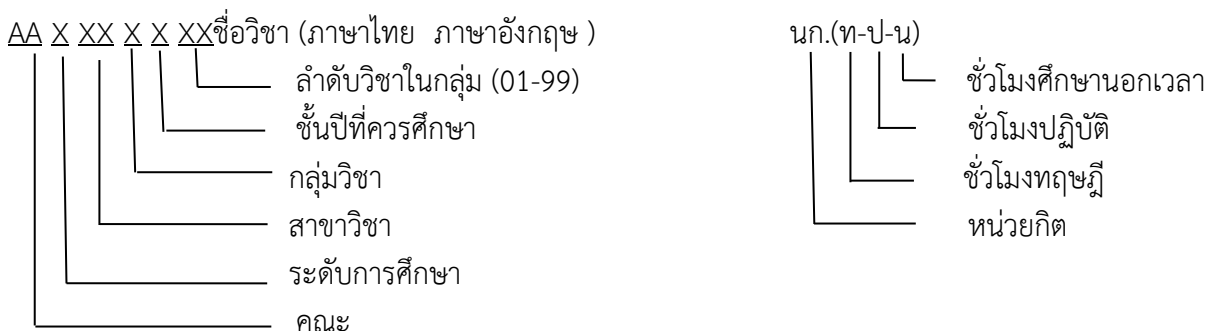 AA X XX X X XXชื่อวิชา (ภาษาไทย ภาษาอังกฤษ ) นก.(ท-ป-น)
ลำดับวิชาในกลุ่ม (01-99) ชั่วโมงศึกษานอกเวลา
ชั้นปีที่ควรศึกษา ชั่วโมงปฏิบัติ
กลุ่มวิชา ชั่วโมงทฤษฎี
สาขาวิชา หน่วยกิต
ระดับการศึกษา
คณะ